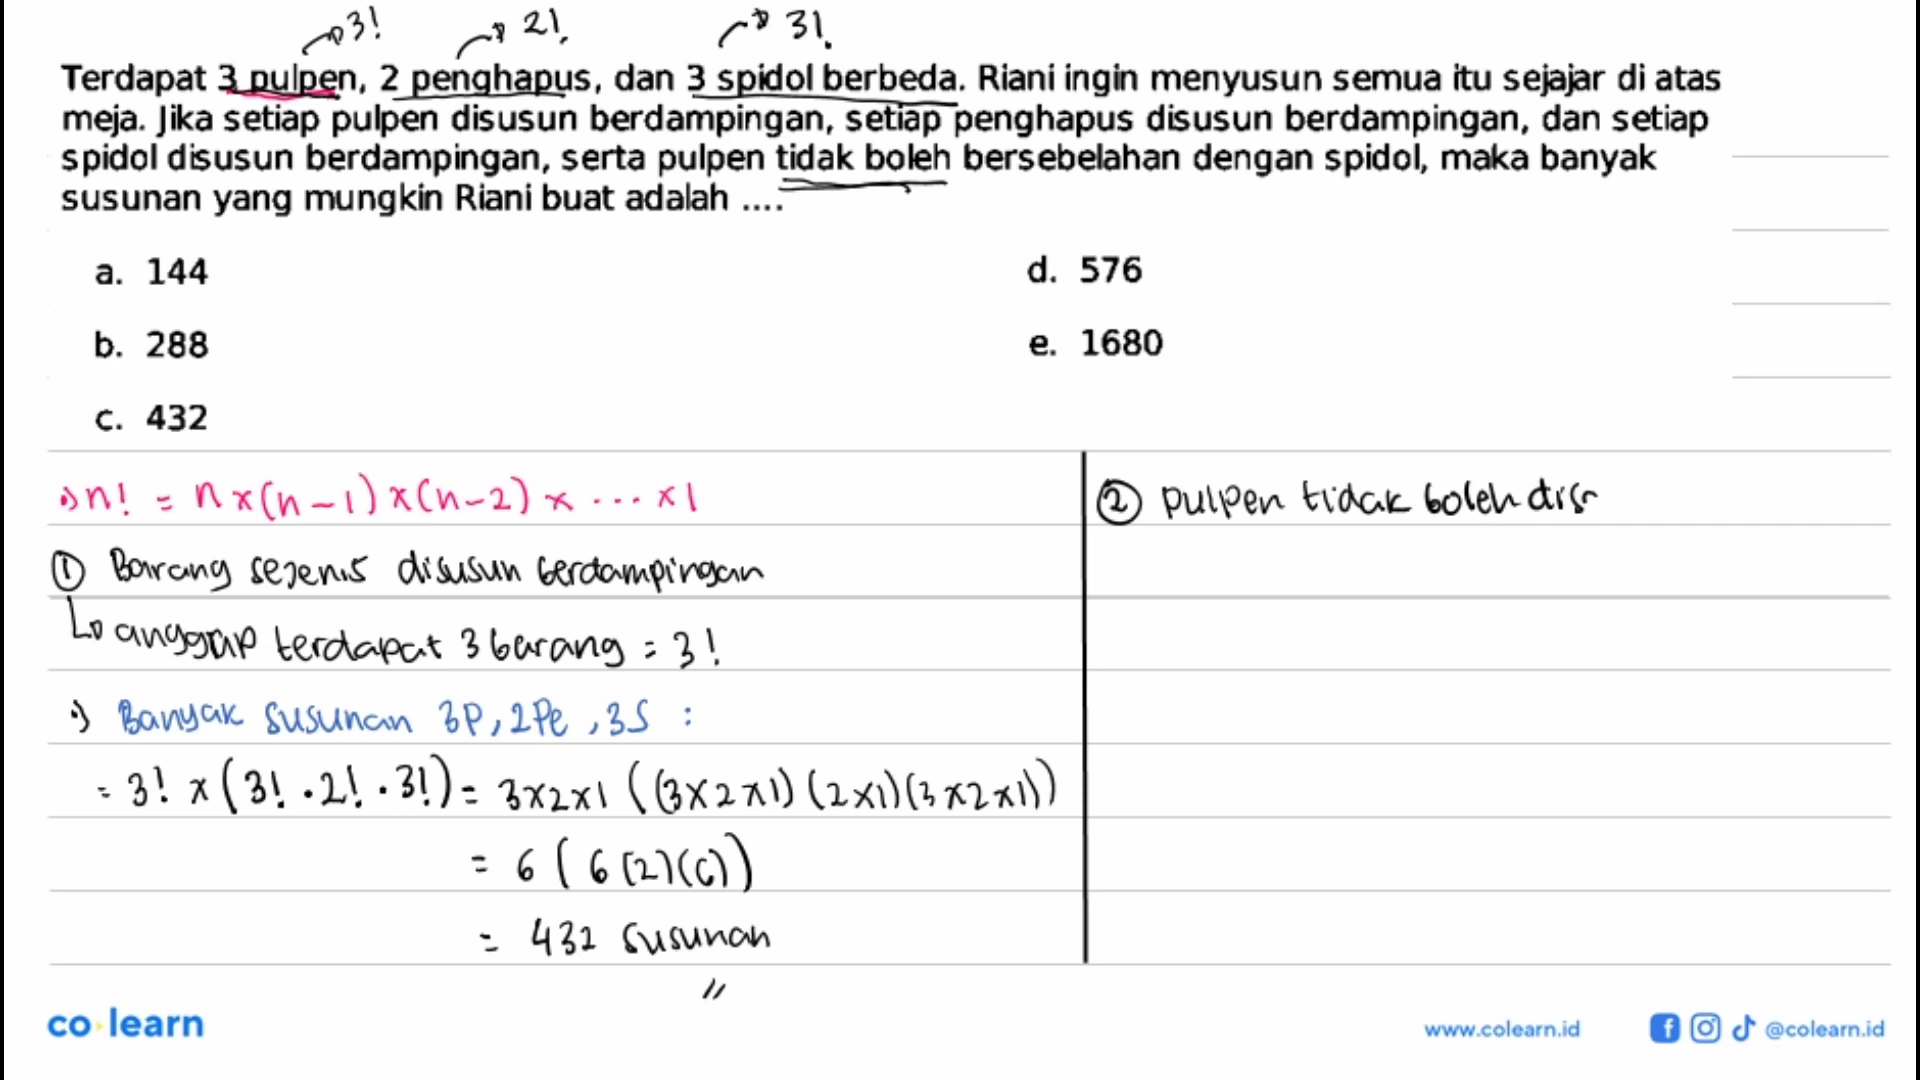 3! 2! 3!
Terdapat 3 pulpen, 2 penghapus, dan 3 spidol berbeda. Riani ingin menyusun semua itu sejajar di atas
meja. Jika setiap pulpen disusun berdampingan, setiap penghapus disusun berdampingan, dan setiap
spidol disusun berdampingan, serta pulpen tidak boleh bersebelahan dengan spidol, maka banyak
susunan yang mungkin Riani buat adalah ....
a. 144
b. 288
c. 432
d. 576
e. 1680
n! = n x (n-1) x (n-2) x ... x 1
① Barang sejenis disusun berdampingan
anggap terdapat 3 barang = 3!
Banyak susunan 3P, 2Pe, 3S :
= 3! x (3! . 2! . 3!) = 3x2x1 ((3x2x1)(2x1)(3x2x1))
= 6 (6(2)(6))
= 432 susunan
② pulpen tidak boleh
co learn
www.colearn.id
@colearn.id